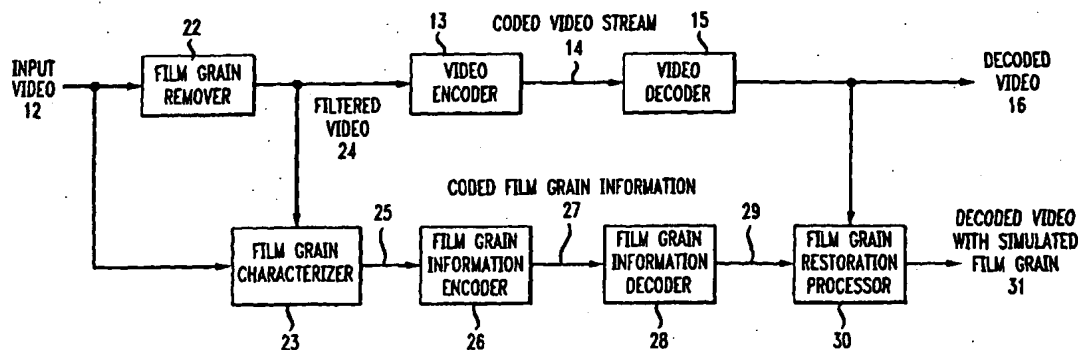 CODED VIDEO STREAM
22
13
14
15
INPUT
VIDEO
12
FILM GRAIN
REMOVER
VIDEO
ENCODER
VIDEO
DECODER
DECODED
VIDEO
16
FILTERED
VIDEO
24
CODED FILM GRAIN INFORMATION
25
27
29
FILM GRAIN
CHARACTERIZER
23
FILM GRAIN
INFORMATION
ENCODER
26
FILM GRAIN
INFORMATION
DECODER
28
FILM GRAIN
RESTORATION
PROCESSOR
30
DECODED VIDEO
WITH SIMULATED
FILM GRAIN
31